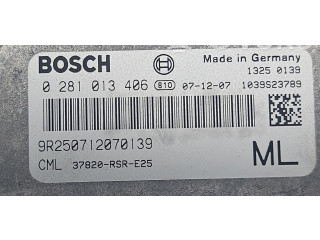 BOSCH Made in Germany
1325 0139
0 281 013 406 810 07-12-07 1039S23789
9R250712070139
CML 37820-RSR-E25 ML